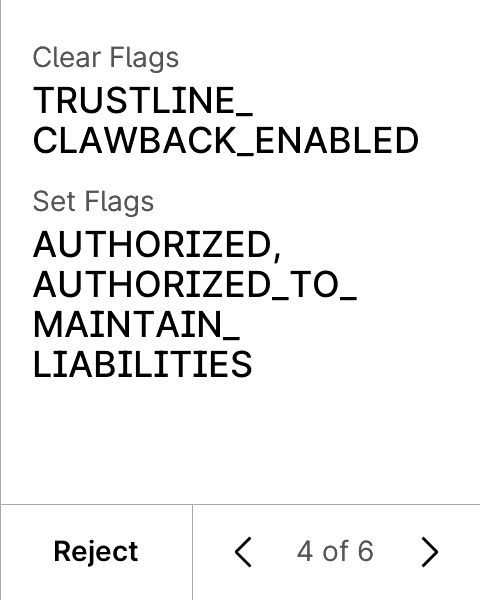 Clear Flags
TRUSTLINE_
CLAWBACK_ENABLED
Set Flags
AUTHORIZED,
AUTHORIZED_TO_
MAINTAIN_
LIABILITIES
Reject
4 of 6